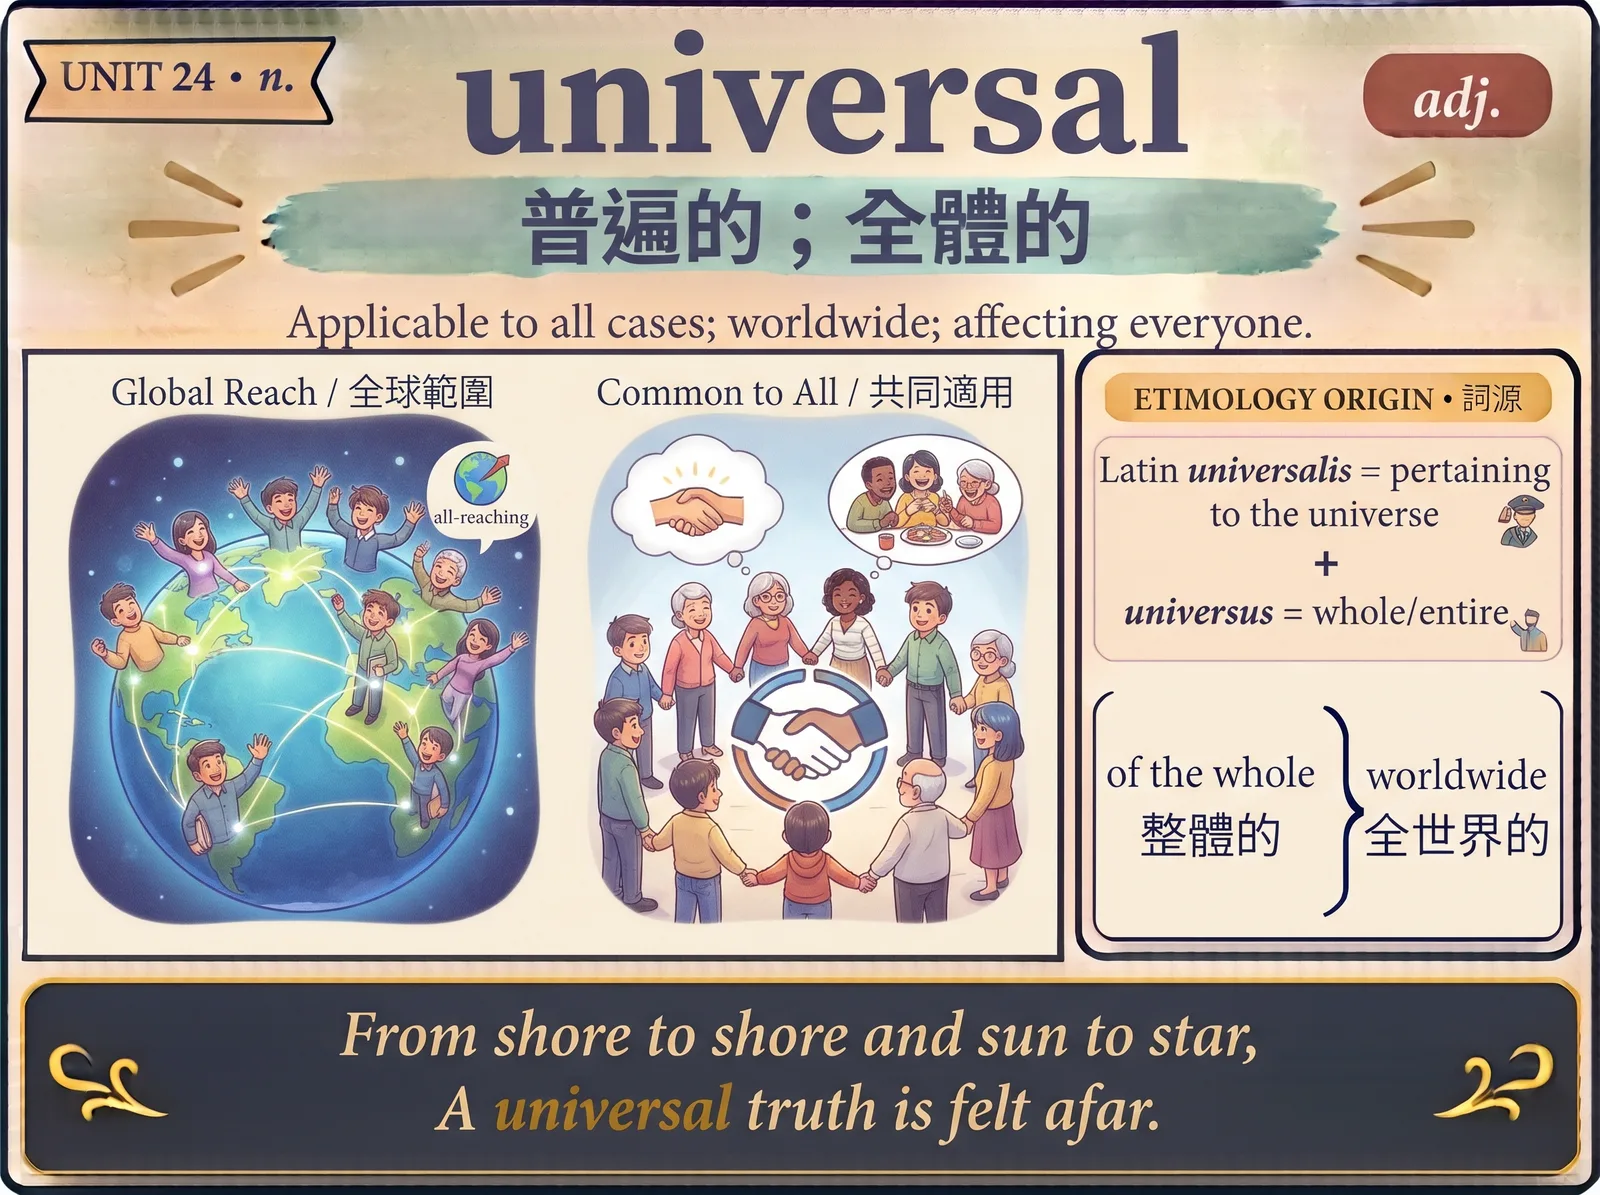 UNIT 24 • n.
universal
adj.
普遍的；全體的
Applicable to all cases; worldwide; affecting everyone.
Global Reach / 全球範圍
all-reaching
Common to All / 共同適用
ETIMOLOGY ORIGIN • 詞源
Latin universalis = pertaining
to the universe
+
universus = whole/entire
of the whole
整體的
worldwide
全世界的
From shore to shore and sun to star,
A universal truth is felt afar.